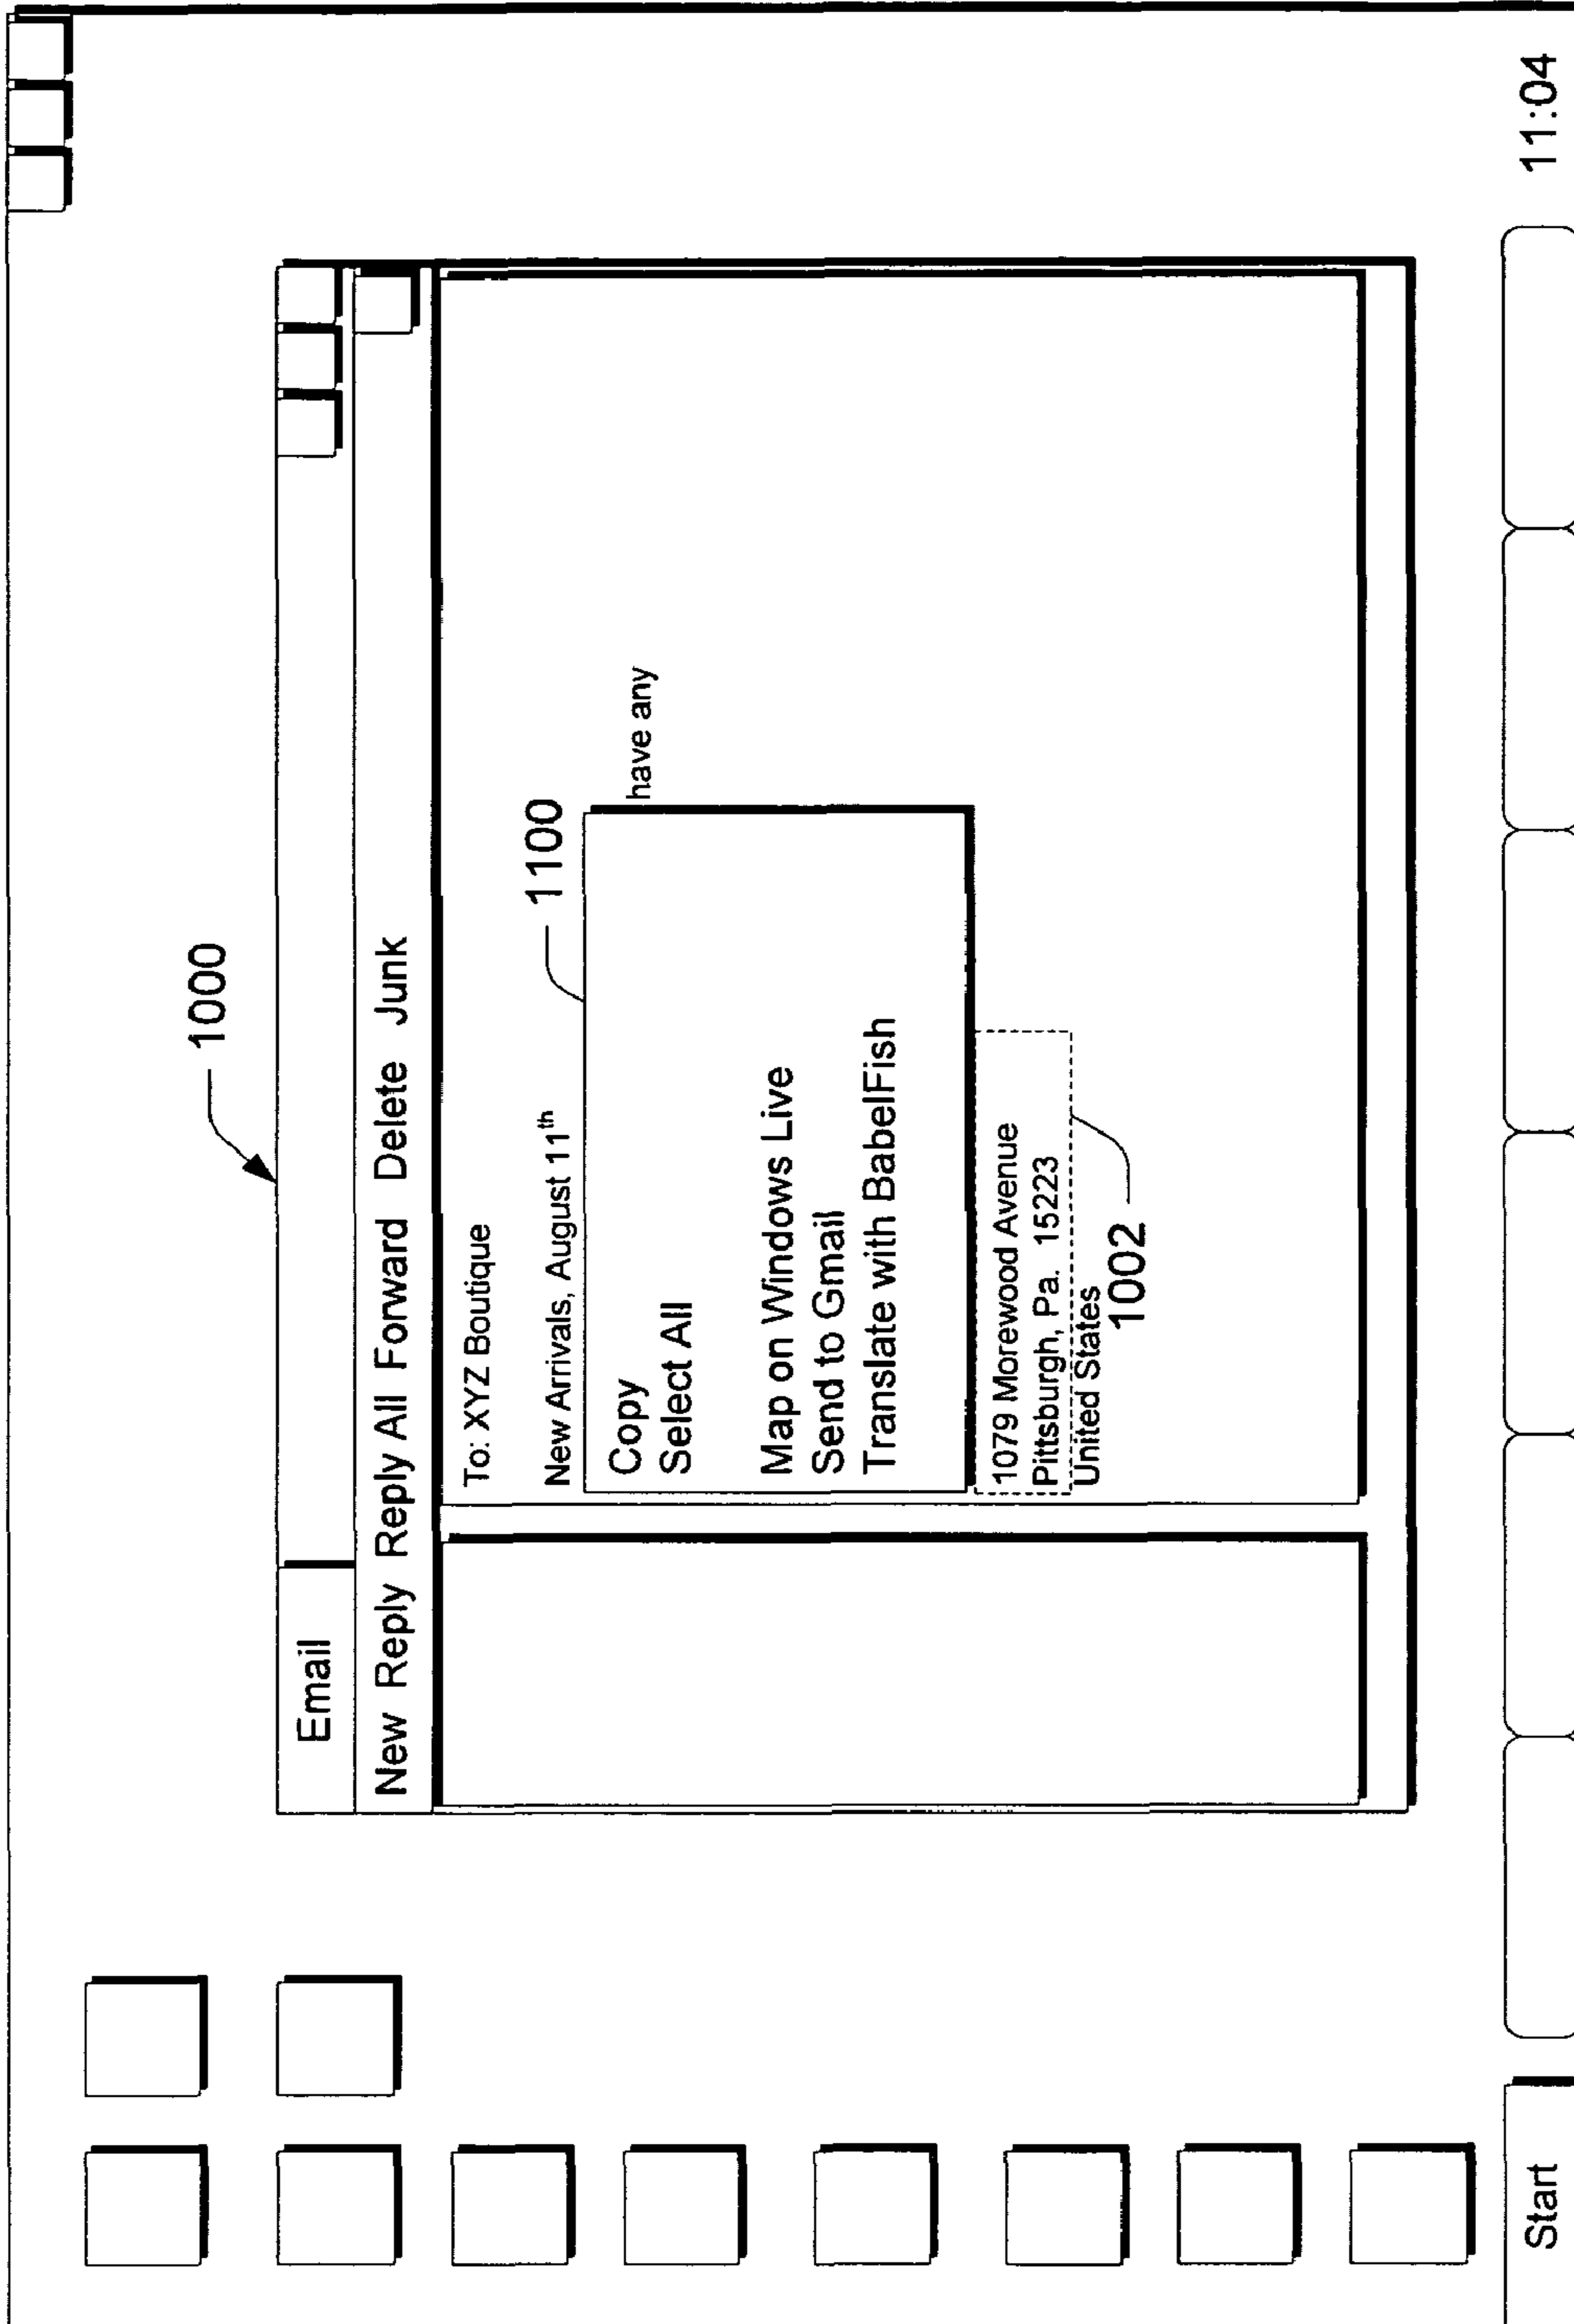 1000
Email
New Reply Reply All Forward Delete Junk
To: XYZ Boutique
New Arrivals, August 11th
1100
have any
Copy
Select All
Map on Windows Live
Send to Gmail
Translate with BabelFish
1079 Morewood Avenue
Pittsburgh, Pa. 15223
United States
1002
Start
11:04